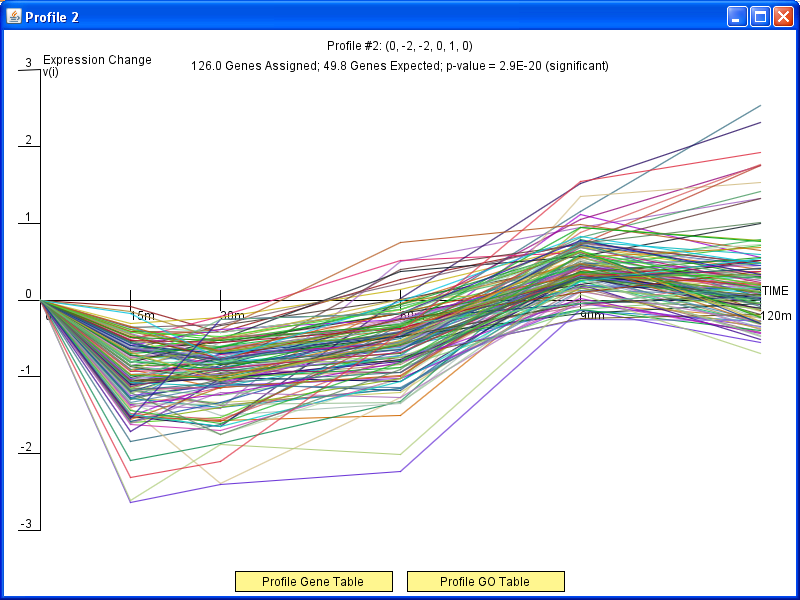 Profile 2
Profile #2: (0, -2, -2, 0, 1, 0)
Expression Change
v(i)
126.0 Genes Assigned; 49.8 Genes Expected; p-value = 2.9E-20 (significant)
3
2
1
0
-1
-2
-3
TIME
15m
30m
60m
90m
120m
Profile Gene Table
Profile GO Table